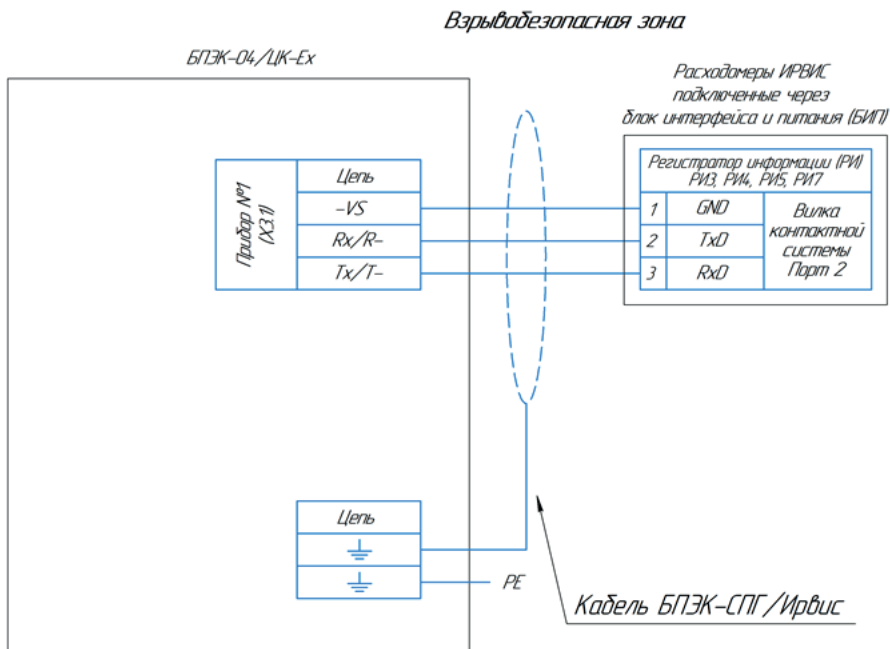 Взрывобезопасная зона
БПЭК-04/ЦК-Ех
Расходомеры ИРВИС
подключенные через
блок интерфейса и питания (БИП)
Прибор №1
(Х3.1)
Цепь
-VS
Rx/R-
Tx/T-
Регистратор информации (РИ)
РИ3, РИ4, РИ5, РИ7
1 GND
2 TxD
3 RxD
Вилка
контактной
системы
Порт 2
Цепь
PE
Кабель БПЭК-СПГ/Ирвис